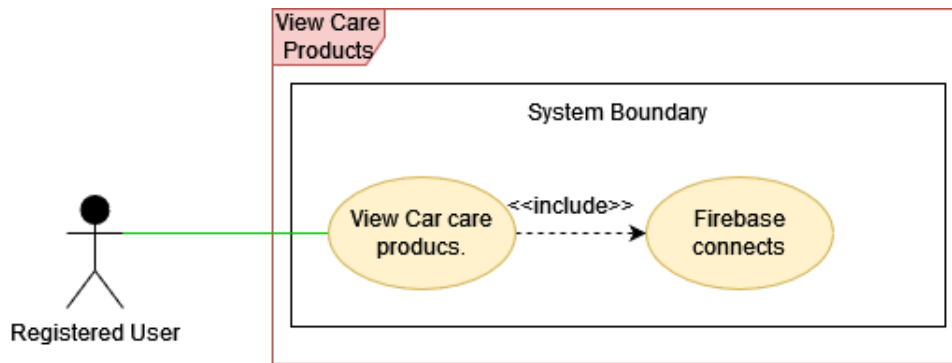 View Care
Products
System Boundary
View Car care
producs.
<<include>>
Firebase
connects
Registered User